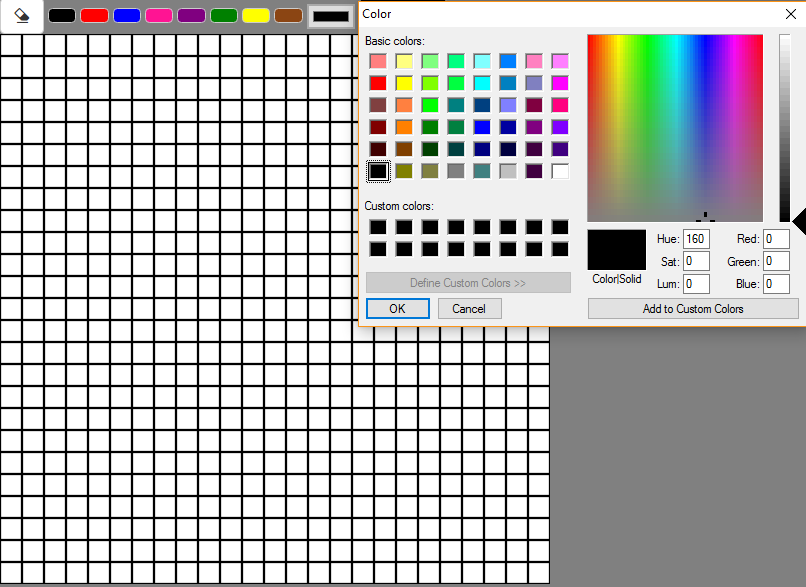 Color
Basic colors:
Custom colors:
Define Custom Colors >>
OK
Cancel
Color|Solid
Hue: 160
Sat: 0
Lum: 0
Red: 0
Green: 0
Blue: 0
Add to Custom Colors